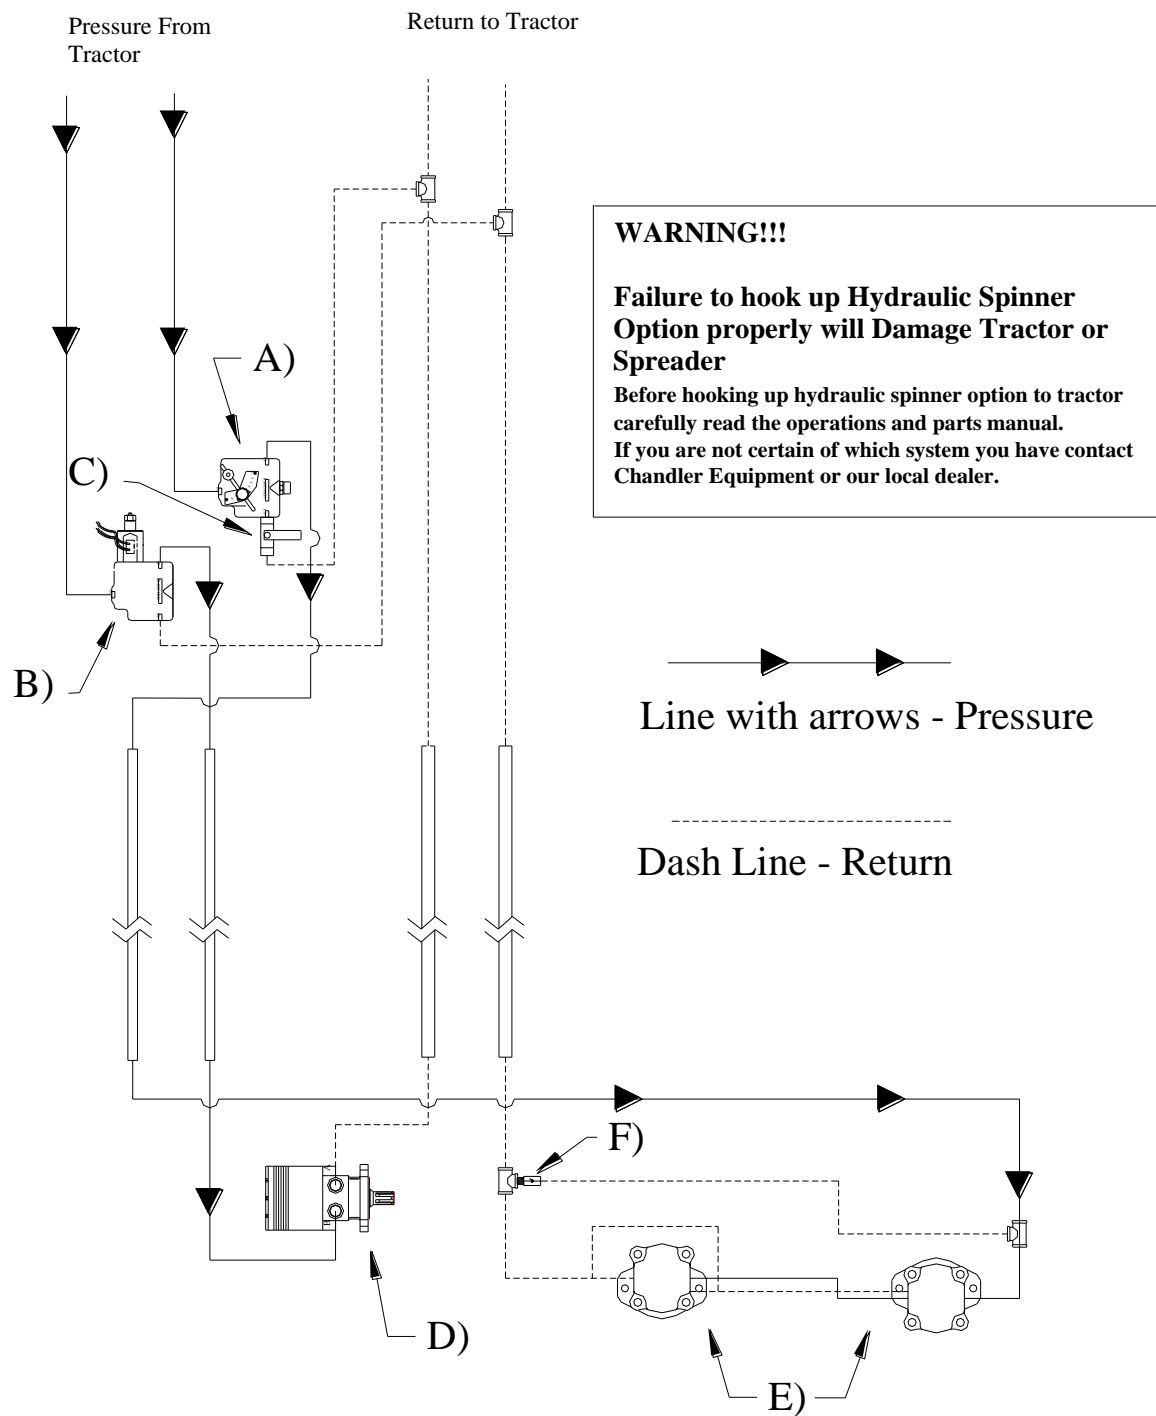 Pressure From
Tractor
Return to Tractor
WARNING!!!
Failure to hook up Hydraulic Spinner
Option properly will Damage Tractor or
Spreader
Before hooking up hydraulic spinner option to tractor
carefully read the operations and parts manual.
If you are not certain of which system you have contact
Chandler Equipment or our local dealer.
A)
C)
B)
Line with arrows - Pressure
Dash Line - Return
F)
D)
E)